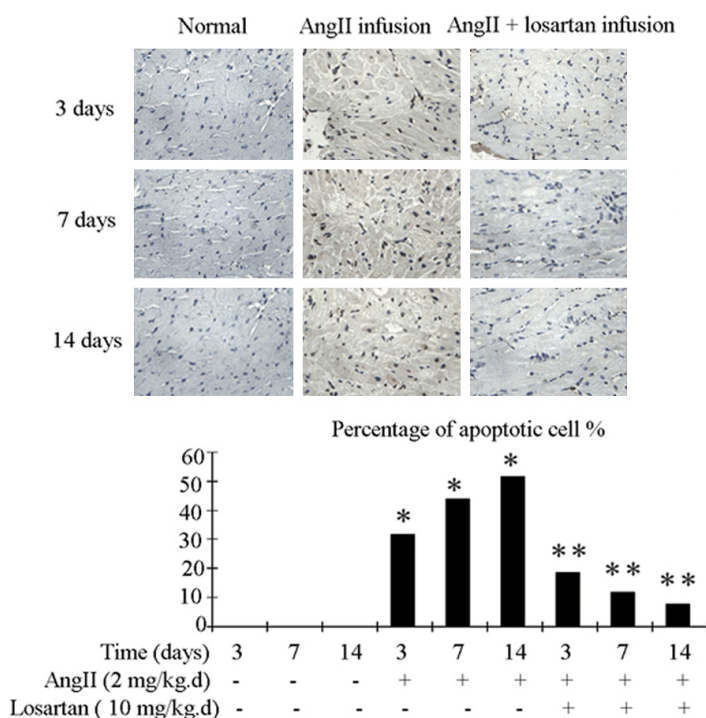 Normal AngII infusion AngII + losartan infusion
3 days
7 days
14 days
Percentage of apoptotic cell %
60
50
40
30
20
10
0
* * * ** ** **
Time (days) 3 7 14 3 7 14 3 7 14
AngII (2 mg/kg.d) - - - + + + + + +
Losartan ( 10 mg/kg.d) - - - - - - + + +